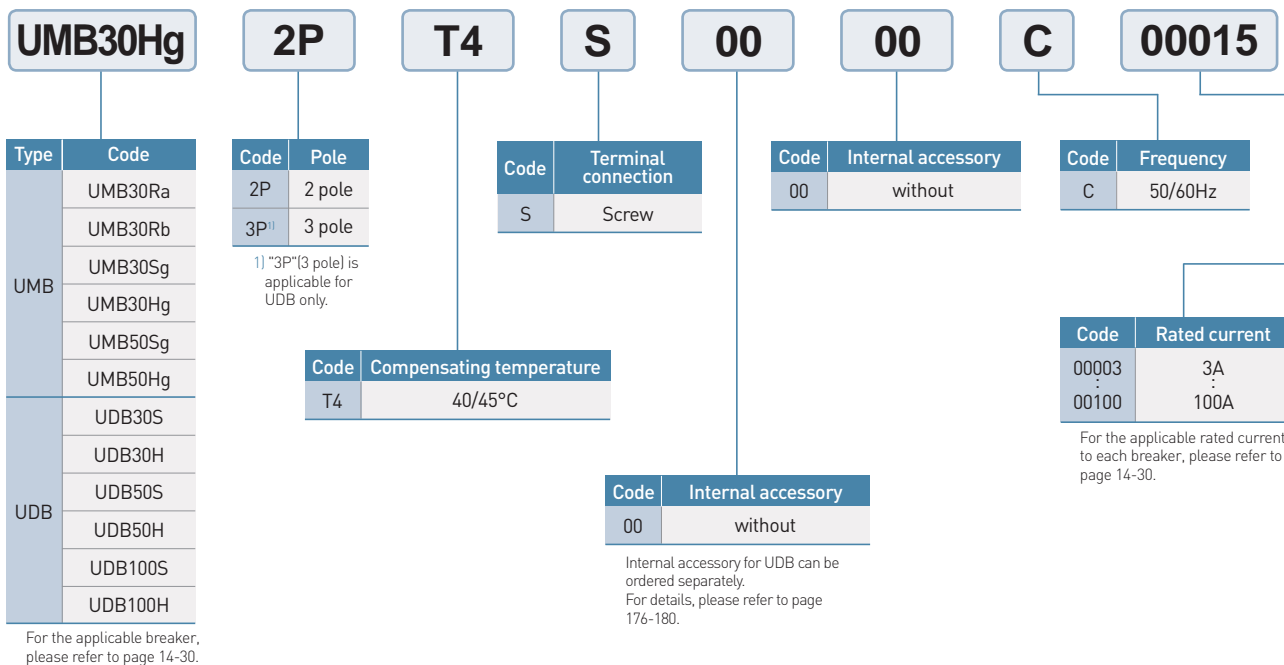 UMB30Hg 2P T4 S 00 00 C 00015
Type Code
UMB
UMB30Ra
UMB30Rb
UMB30Sg
UMB30Hg
UMB50Sg
UMB50Hg
UDB
UDB30S
UDB30H
UDB50S
UDB50H
UDB100S
UDB100H
For the applicable breaker,
please refer to page 14-30.
Code Pole
2P 2 pole
3P¹⁾ 3 pole
1) "3P"(3 pole) is
applicable for
UDB only.
Code Compensating temperature
T4 40/45°C
Code Terminal
connection
S Screw
Code Internal accessory
00 without
Internal accessory for UDB can be
ordered separately.
For details, please refer to page
176-180.
Code Internal accessory
00 without
Code Frequency
C 50/60Hz
Code Rated current
00003 3A
: :
00100 100A
For the applicable rated current
to each breaker, please refer to
page 14-30.